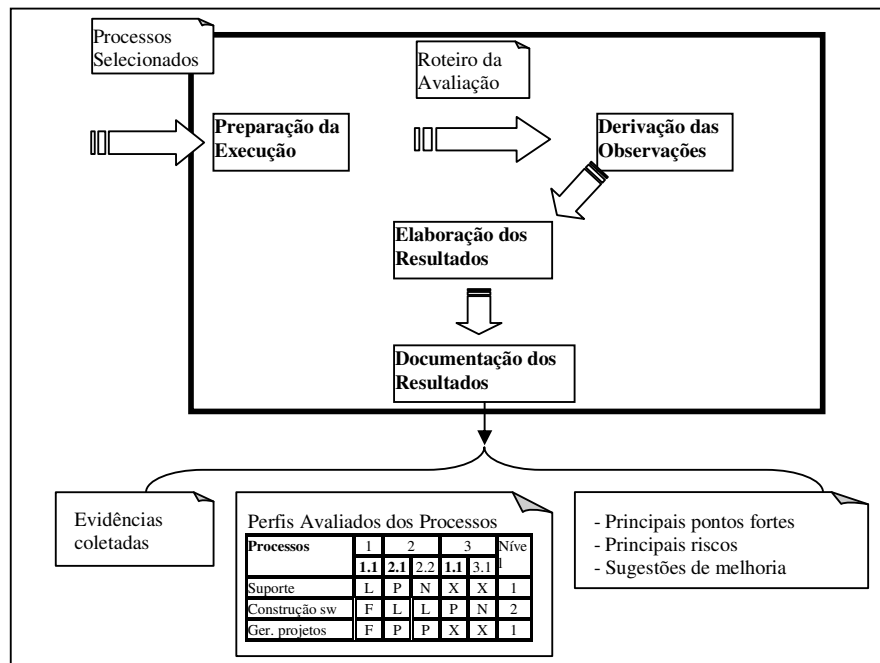 Processos
Selecionados
Roteiro da
Avaliação
Preparação da
Execução
Derivação das
Observações
Elaboração dos
Resultados
Documentação dos
Resultados
Evidências
coletadas
Perfis Avaliados dos Processos
Processos 1 2 3 Níve
l
1.1 2.1 2.2 1.1 3.1
Suporte L P N X X 1
Construção sw F L L P N 2
Ger. projetos F P P X X 1
- Principais pontos fortes
- Principais riscos
- Sugestões de melhoria